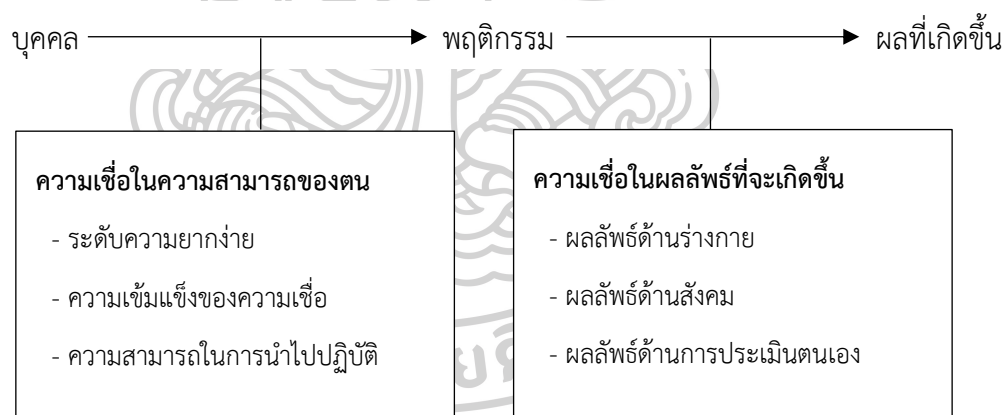 บุคคล พฤติกรรม ผลที่เกิดขึ้น
ความเชื่อในความสามารถของตน
- ระดับความยากง่าย
- ความเข้มแข็งของความเชื่อ
- ความสามารถในการนำไปปฏิบัติ
ความเชื่อในผลลัพธ์ที่จะเกิดขึ้น
- ผลลัพธ์ด้านร่างกาย
- ผลลัพธ์ด้านสังคม
- ผลลัพธ์ด้านการประเมินตนเอง